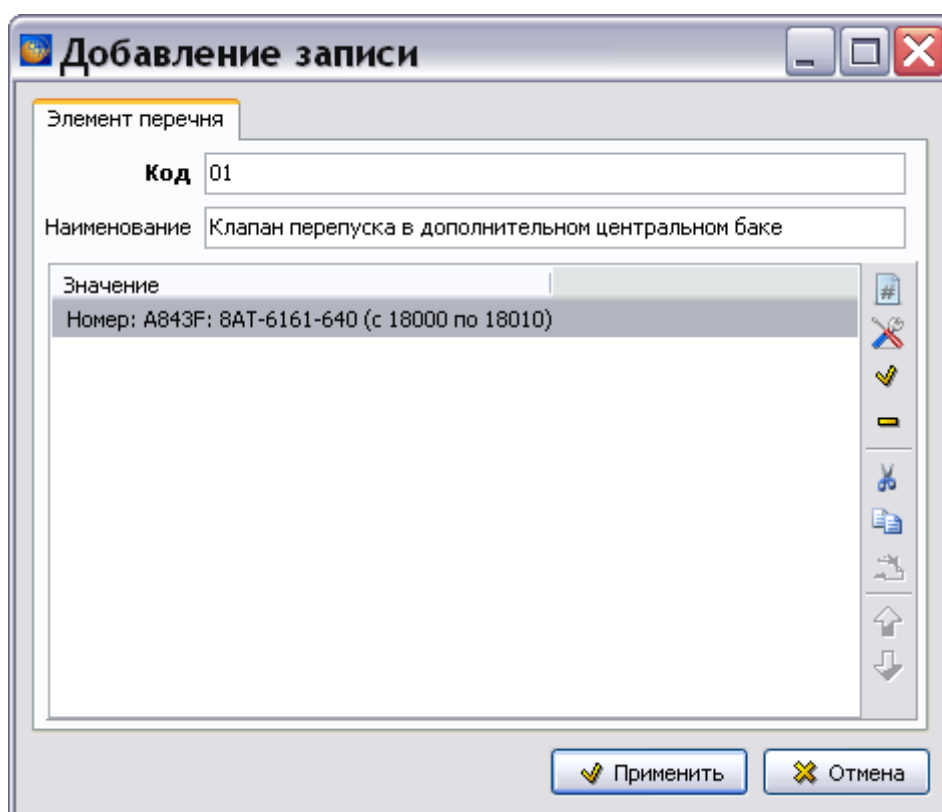 Добавление записи
Элемент перечня
Код 01
Наименование Клапан перепуска в дополнительном центральном баке
Значение
Номер: A843F: 8AT-6161-640 (с 18000 по 18010)
Применить Отмена